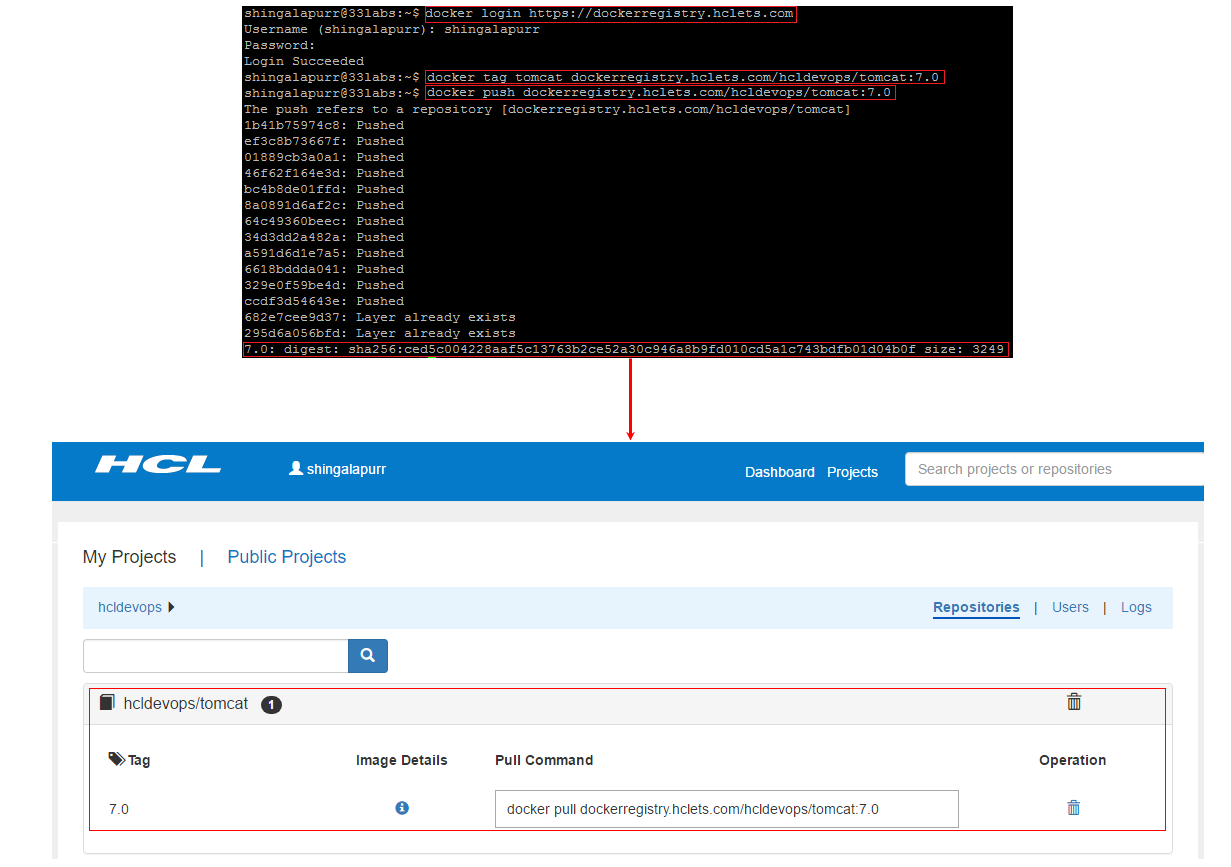 shingalapurr@33labs:~$ docker login https://dockerregistry.hclets.com
Username (shingalapurr): shingalapurr
Password:
Login Succeeded
shingalapurr@33labs:~$ docker tag tomcat dockerregistry.hclets.com/hcldevops/tomcat:7.0
shingalapurr@33labs:~$ docker push dockerregistry.hclets.com/hcldevops/tomcat:7.0
The push refers to a repository [dockerregistry.hclets.com/hcldevops/tomcat]
1b41b75974c8: Pushed
ef3c8b73667f: Pushed
01889cb3a0a1: Pushed
46f62f164e3d: Pushed
bc4b8de01ffd: Pushed
8a0891d6af2c: Pushed
64c49360beec: Pushed
34d3dd2a482a: Pushed
a591d6d1e7a5: Pushed
6618bddda041: Pushed
329e0f59be4d: Pushed
ccdf3d54643e: Pushed
682e7cee9d37: Layer already exists
295d6a056bfd: Layer already exists
7.0: digest: sha256:ced5c004228aaf5c13763b2ce52a30c946a8b9fd010cd5a1c743bdfb01d04b0f size: 3249
HCL shingalapurr Dashboard Projects Search projects or repositories
My Projects | Public Projects
hcldevops Repositories | Users | Logs
hcldevops/tomcat 1
Tag Image Details Pull Command Operation
7.0 docker pull dockerregistry.hclets.com/hcldevops/tomcat:7.0